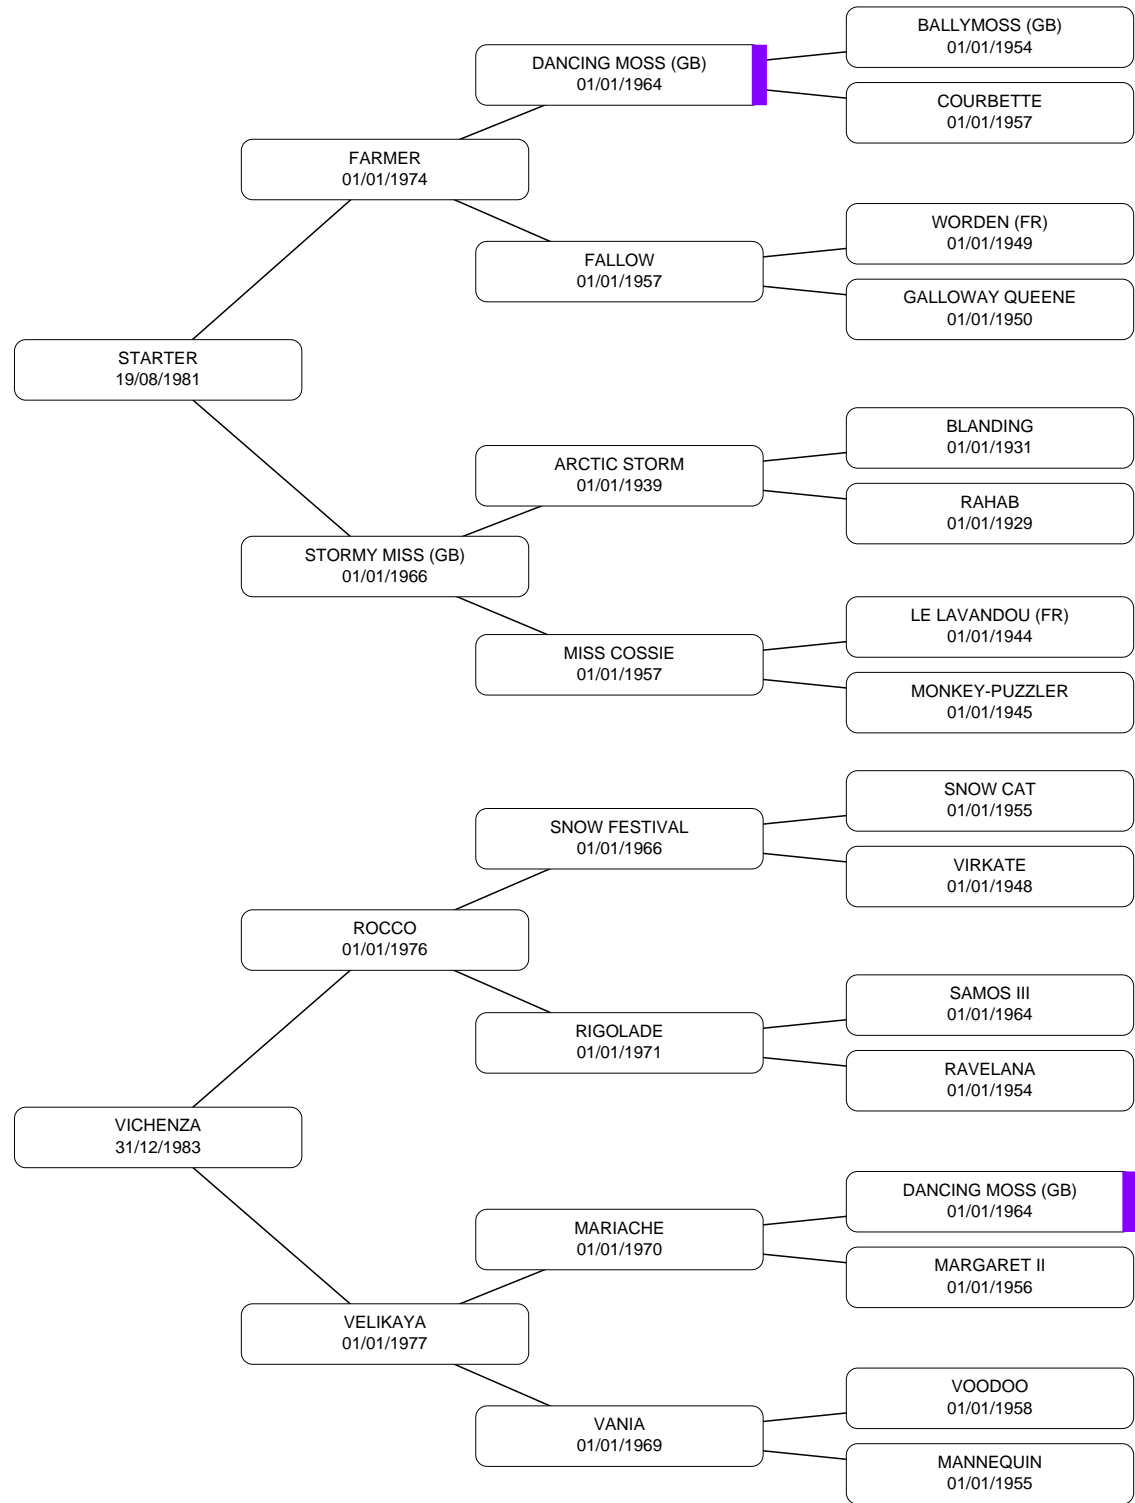 BALLYMOSS (GB)
01/01/1954
DANCING MOSS (GB)
01/01/1964
COURBETTE
01/01/1957
FARMER
01/01/1974
WORDEN (FR)
01/01/1949
FALLOW
01/01/1957
GALLOWAY QUEENE
01/01/1950
STARTER
19/08/1981
BLANDING
01/01/1931
ARCTIC STORM
01/01/1939
RAHAB
01/01/1929
STORMY MISS (GB)
01/01/1966
LE LAVANDOU (FR)
01/01/1944
MISS COSSIE
01/01/1957
MONKEY-PUZZLER
01/01/1945
SNOW CAT
01/01/1955
SNOW FESTIVAL
01/01/1966
VIRKATE
01/01/1948
ROCCO
01/01/1976
SAMOS III
01/01/1964
RIGOLADE
01/01/1971
RAVELANA
01/01/1954
VICHENZA
31/12/1983
DANCING MOSS (GB)
01/01/1964
MARIACHE
01/01/1970
MARGARET II
01/01/1956
VELIKAYA
01/01/1977
VOODOO
01/01/1958
VANIA
01/01/1969
MANNEQUIN
01/01/1955